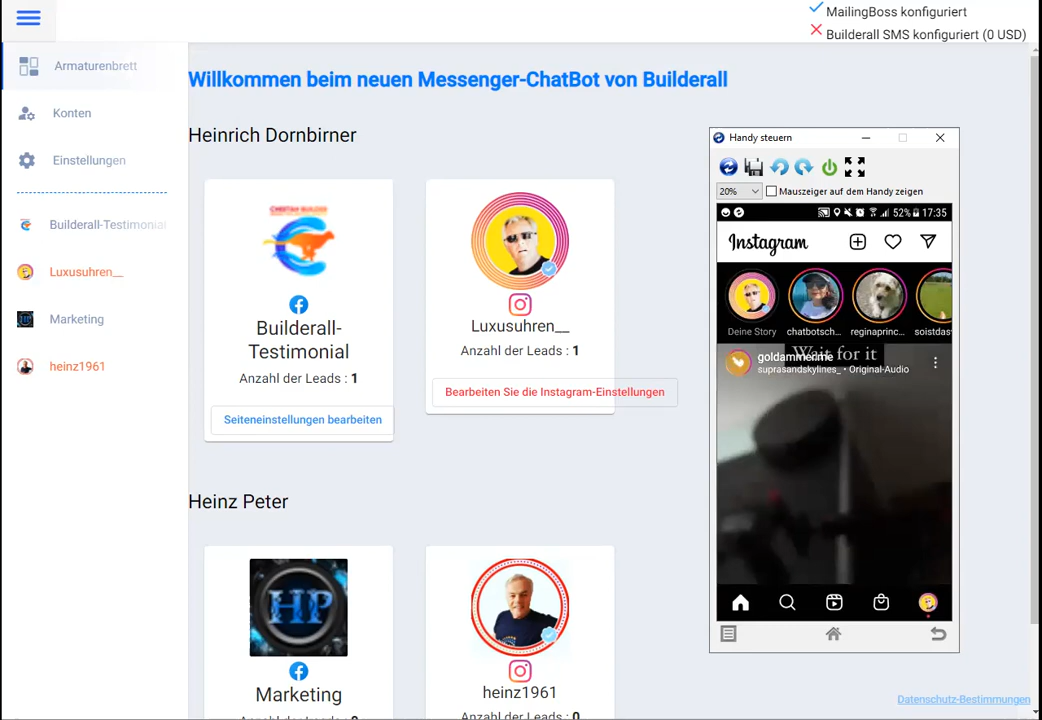 MailingBoss konfiguriert
Builderall SMS konfiguriert (0 USD)
Armaturenbrett
Konten
Einstellungen
Builderall-Testimonial
Luxusuhren__
Marketing
heinz1961
Willkommen beim neuen Messenger-ChatBot von Builderall
Heinrich Dornbirner
CHEETAH BUILDER
Builderall-
Testimonial
Anzahl der Leads : 1
Seiteneinstellungen bearbeiten
Luxusuhren__
Anzahl der Leads : 1
Bearbeiten Sie die Instagram-Einstellungen
Heinz Peter
HP
Marketing
heinz1961
Anzahl der Leads : 0
Handy steuern
20%
Mauszeiger auf dem Handy zeigen
52% 17:35
Instagram
Deine Story
chatbotsch...
reginaprinc...
soistdas
Wait for it
goldammer.me
suprasandskylines_ • Original-Audio
Datenschutz-Bestimmungen